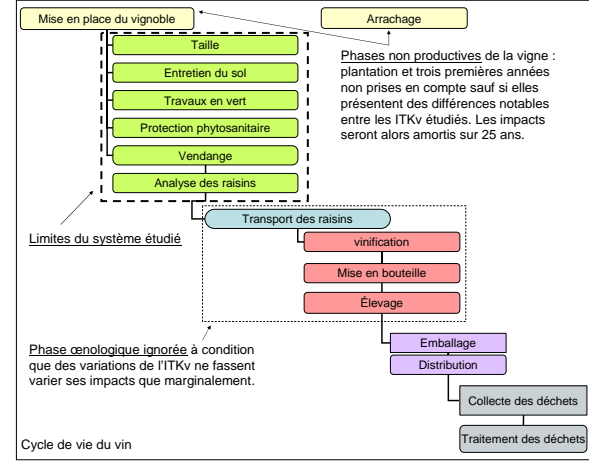 Mise en place du vignoble
Arrachage
Taille
Entretien du sol
Travaux en vert
Protection phytosanitaire
Vendange
Analyse des raisins
Phases non productives de la vigne :
plantation et trois premières années
non prises en compte sauf si elles
présentent des différences notables
entre les ITKv étudiés. Les impacts
seront alors amortis sur 25 ans.
Limites du système étudié
Transport des raisins
vinification
Mise en bouteille
Élevage
Phase œnologique ignorée à condition
que des variations de l'ITKv ne fassent
varier ses impacts que marginalement.
Emballage
Distribution
Collecte des déchets
Traitement des déchets
Cycle de vie du vin